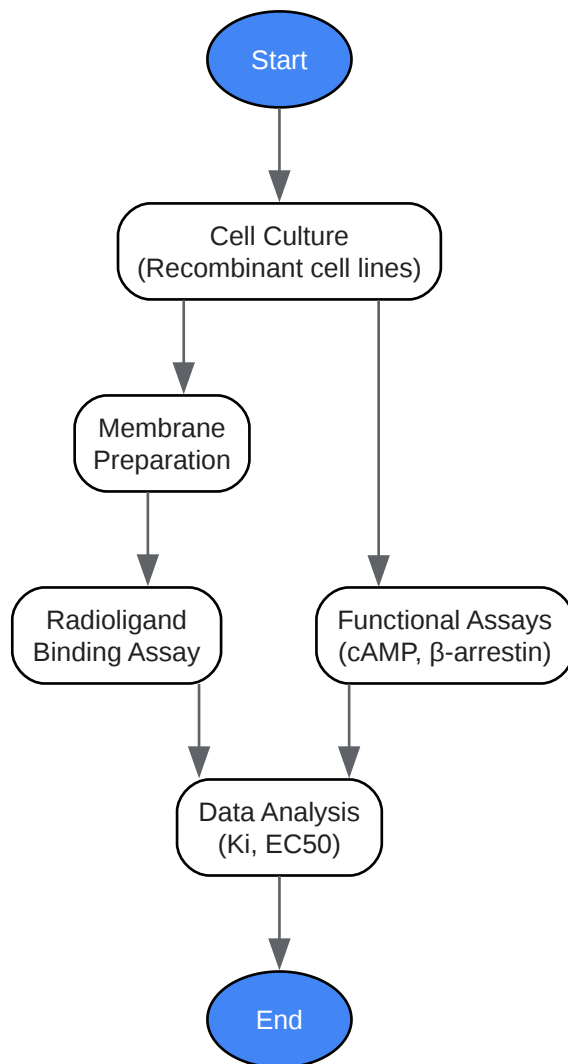 Start
Cell Culture
(Recombinant cell lines)
Membrane
Preparation
Radioligand
Binding Assay
Functional Assays
(cAMP, β-arrestin)
Data Analysis
(Ki, EC50)
End